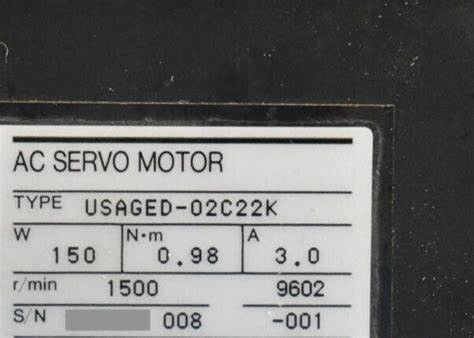 AC SERVO MOTOR
TYPE USAGED-02C22K
W N·m A
150 0.98 3.0
r/min 1500 9602
S/N 008 -001